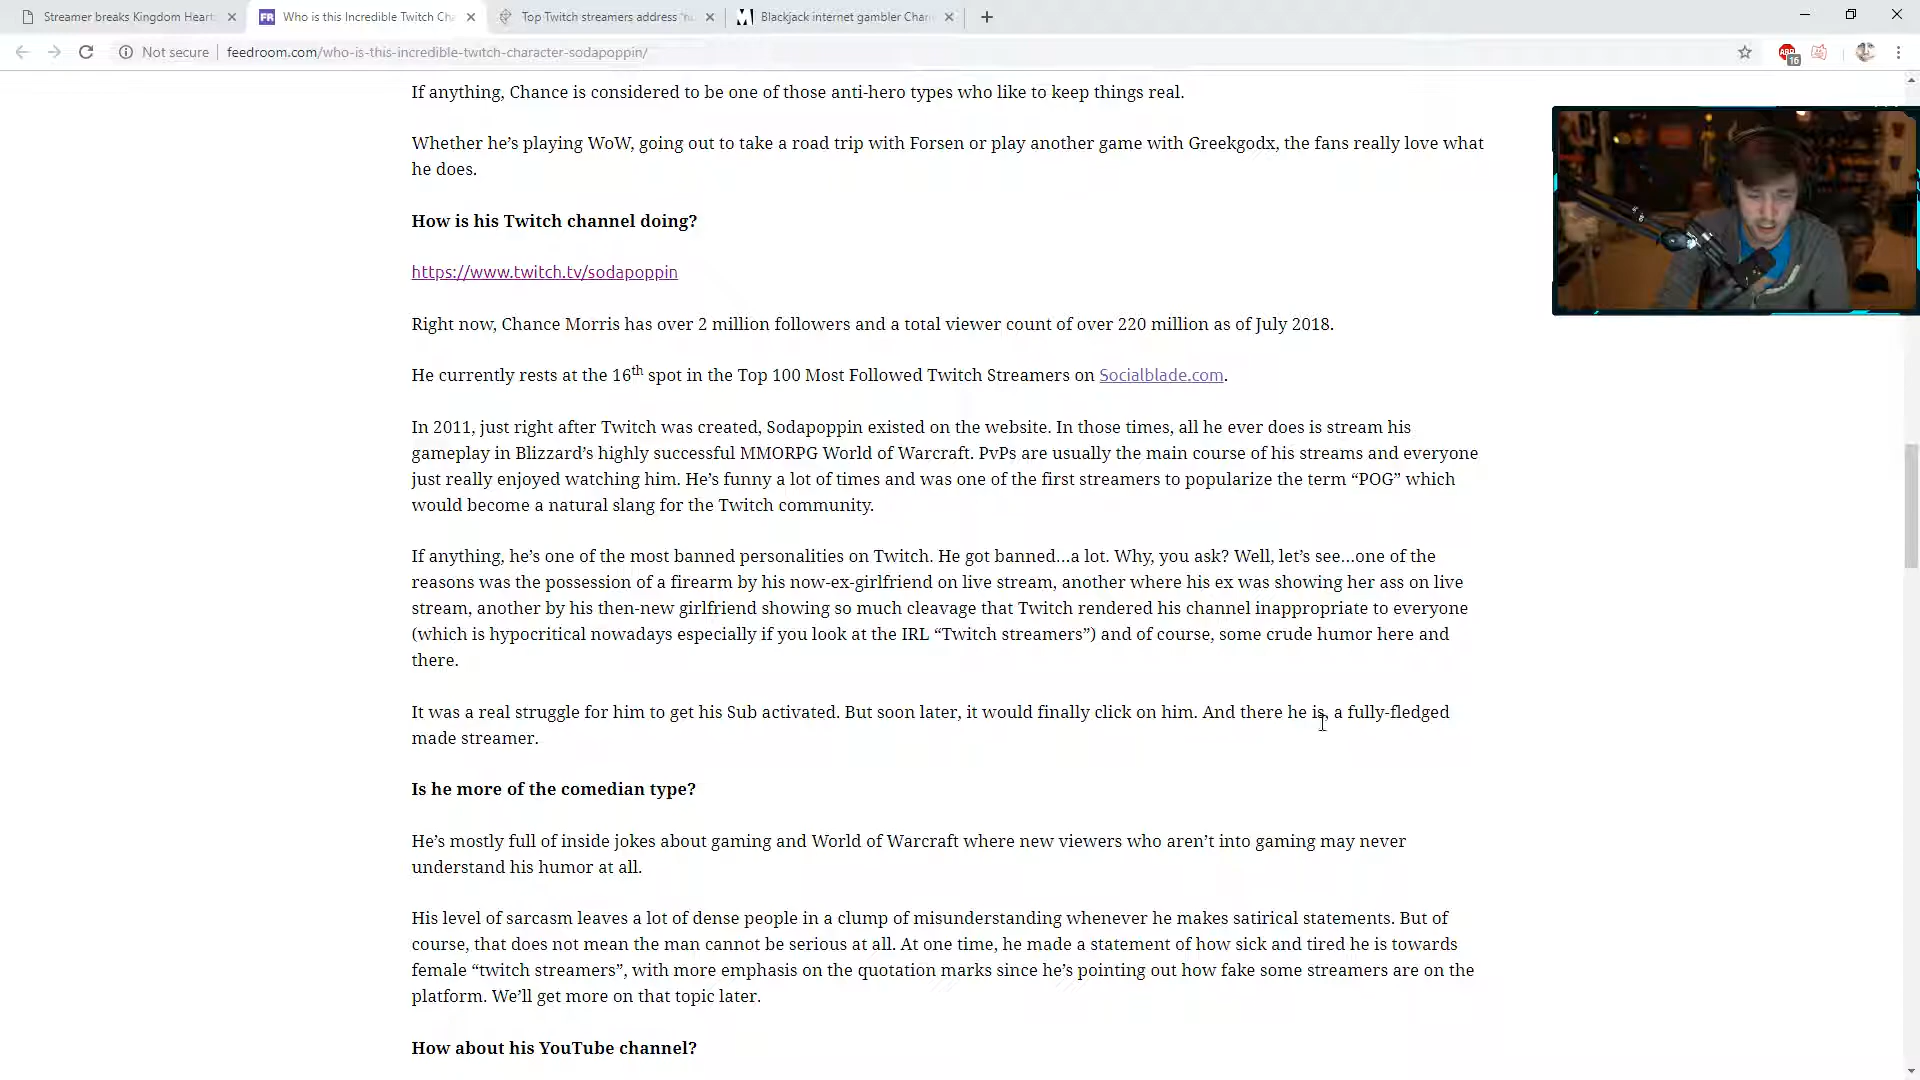 Streamer breaks Kingdom Heart
Who is this Incredible Twitch Ch
Top Twitch streamers address
Blackjack internet gambler Chan
Not secure
feedroom.com/who-is-this-incredible-twitch-character-sodapoppin/
16
If anything, Chance is considered to be one of those anti-hero types who like to keep things real.
Whether he’s playing WoW, going out to take a road trip with Forsen or play another game with Greekgodx, the fans really love what
he does.
How is his Twitch channel doing?
https://www.twitch.tv/sodapoppin
Right now, Chance Morris has over 2 million followers and a total viewer count of over 220 million as of July 2018.
He currently rests at the 16th spot in the Top 100 Most Followed Twitch Streamers on Socialblade.com.
In 2011, just right after Twitch was created, Sodapoppin existed on the website. In those times, all he ever does is stream his
gameplay in Blizzard’s highly successful MMORPG World of Warcraft. PvPs are usually the main course of his streams and everyone
just really enjoyed watching him. He’s funny a lot of times and was one of the first streamers to popularize the term “POG” which
would become a natural slang for the Twitch community.
If anything, he’s one of the most banned personalities on Twitch. He got banned…a lot. Why, you ask? Well, let’s see…one of the
reasons was the possession of a firearm by his now-ex-girlfriend on live stream, another where his ex was showing her ass on live
stream, another by his then-new girlfriend showing so much cleavage that Twitch rendered his channel inappropriate to everyone
(which is hypocritical nowadays especially if you look at the IRL “Twitch streamers”) and of course, some crude humor here and
there.
It was a real struggle for him to get his Sub activated. But soon later, it would finally click on him. And there he is, a fully-fledged
made streamer.
Is he more of the comedian type?
He’s mostly full of inside jokes about gaming and World of Warcraft where new viewers who aren’t into gaming may never
understand his humor at all.
His level of sarcasm leaves a lot of dense people in a clump of misunderstanding whenever he makes satirical statements. But of
course, that does not mean the man cannot be serious at all. At one time, he made a statement of how sick and tired he is towards
female “twitch streamers”, with more emphasis on the quotation marks since he’s pointing out how fake some streamers are on the
platform. We’ll get more on that topic later.
How about his YouTube channel?